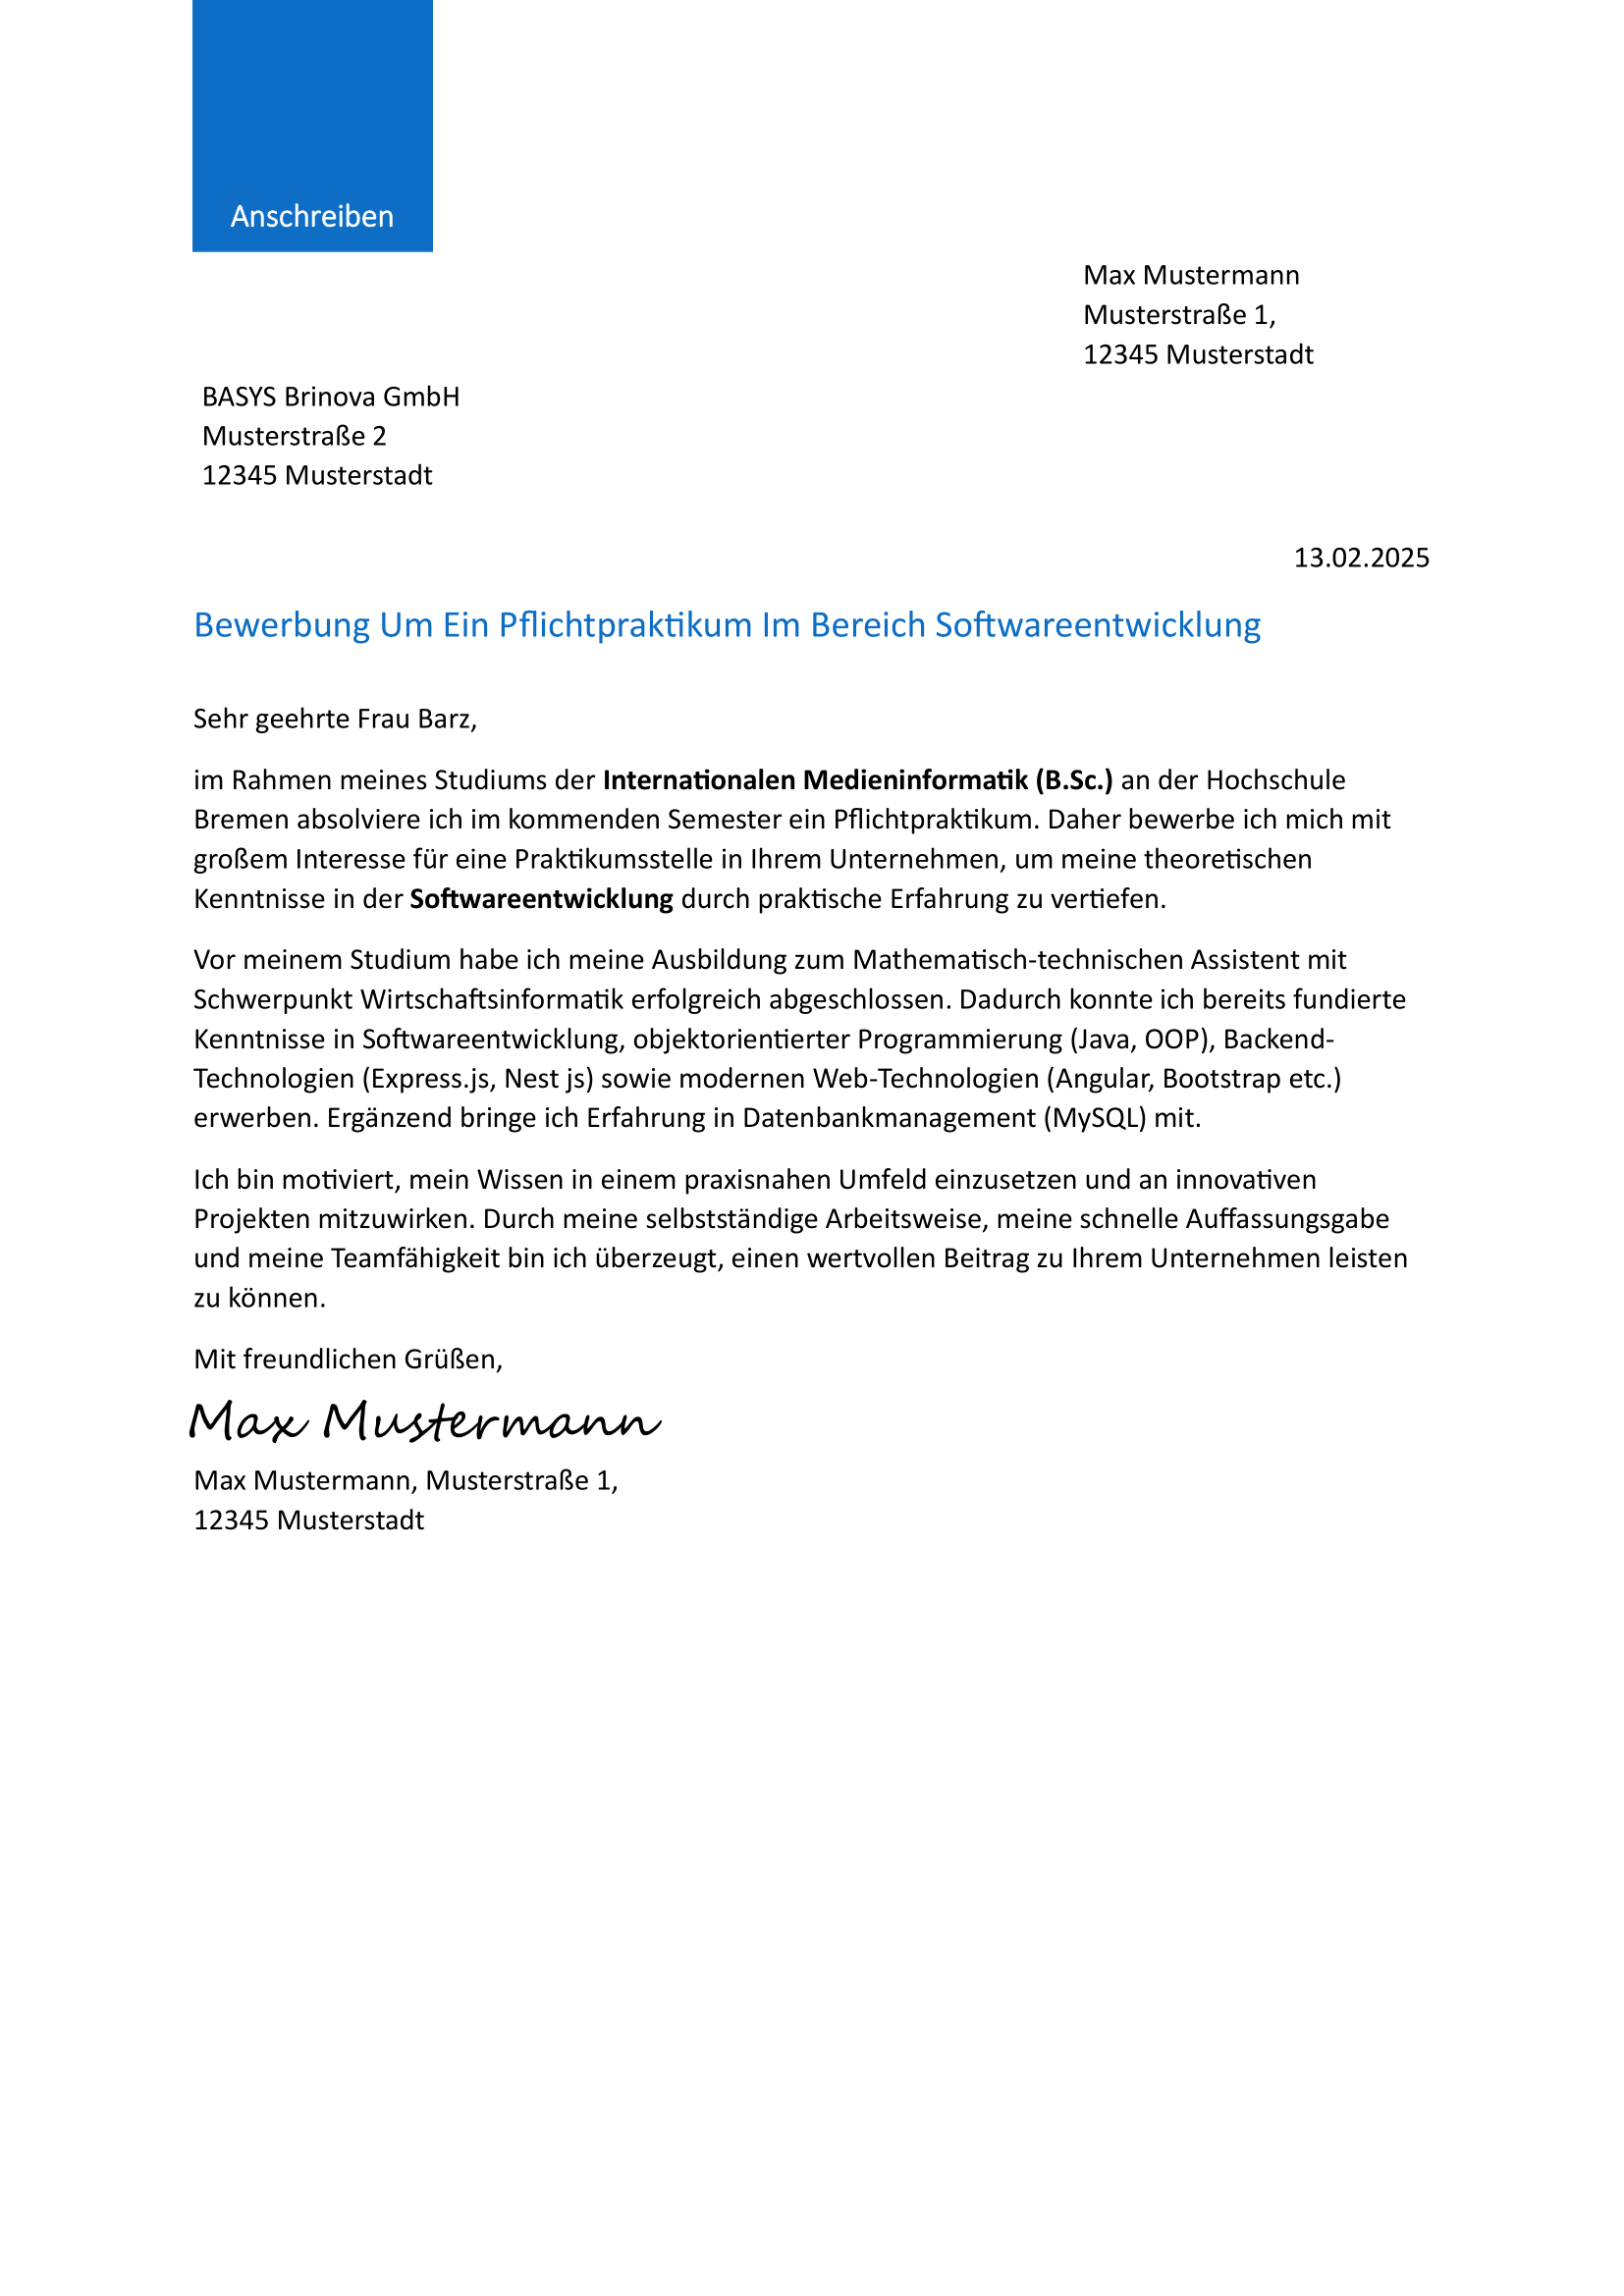 Anschreiben
Max Mustermann
Musterstraße 1,
12345 Musterstadt
BASYS Brinova GmbH
Musterstraße 2
12345 Musterstadt
13.02.2025
Bewerbung Um Ein Pflichtpraktikum Im Bereich Softwareentwicklung
Sehr geehrte Frau Barz,
im Rahmen meines Studiums der Internationalen Medieninformatik (B.Sc.) an der Hochschule
Bremen absolviere ich im kommenden Semester ein Pflichtpraktikum. Daher bewerbe ich mich mit
großem Interesse für eine Praktikumsstelle in Ihrem Unternehmen, um meine theoretischen
Kenntnisse in der Softwareentwicklung durch praktische Erfahrung zu vertiefen.
Vor meinem Studium habe ich meine Ausbildung zum Mathematisch-technischen Assistent mit
Schwerpunkt Wirtschaftsinformatik erfolgreich abgeschlossen. Dadurch konnte ich bereits fundierte
Kenntnisse in Softwareentwicklung, objektorientierter Programmierung (Java, OOP), Backend-
Technologien (Express.js, Nest js) sowie modernen Web-Technologien (Angular, Bootstrap etc.)
erwerben. Ergänzend bringe ich Erfahrung in Datenbankmanagement (MySQL) mit.
Ich bin motiviert, mein Wissen in einem praxisnahen Umfeld einzusetzen und an innovativen
Projekten mitzuwirken. Durch meine selbstständige Arbeitsweise, meine schnelle Auffassungsgabe
und meine Teamfähigkeit bin ich überzeugt, einen wertvollen Beitrag zu Ihrem Unternehmen leisten
zu können.
Mit freundlichen Grüßen,
Max Mustermann
Max Mustermann, Musterstraße 1,
12345 Musterstadt